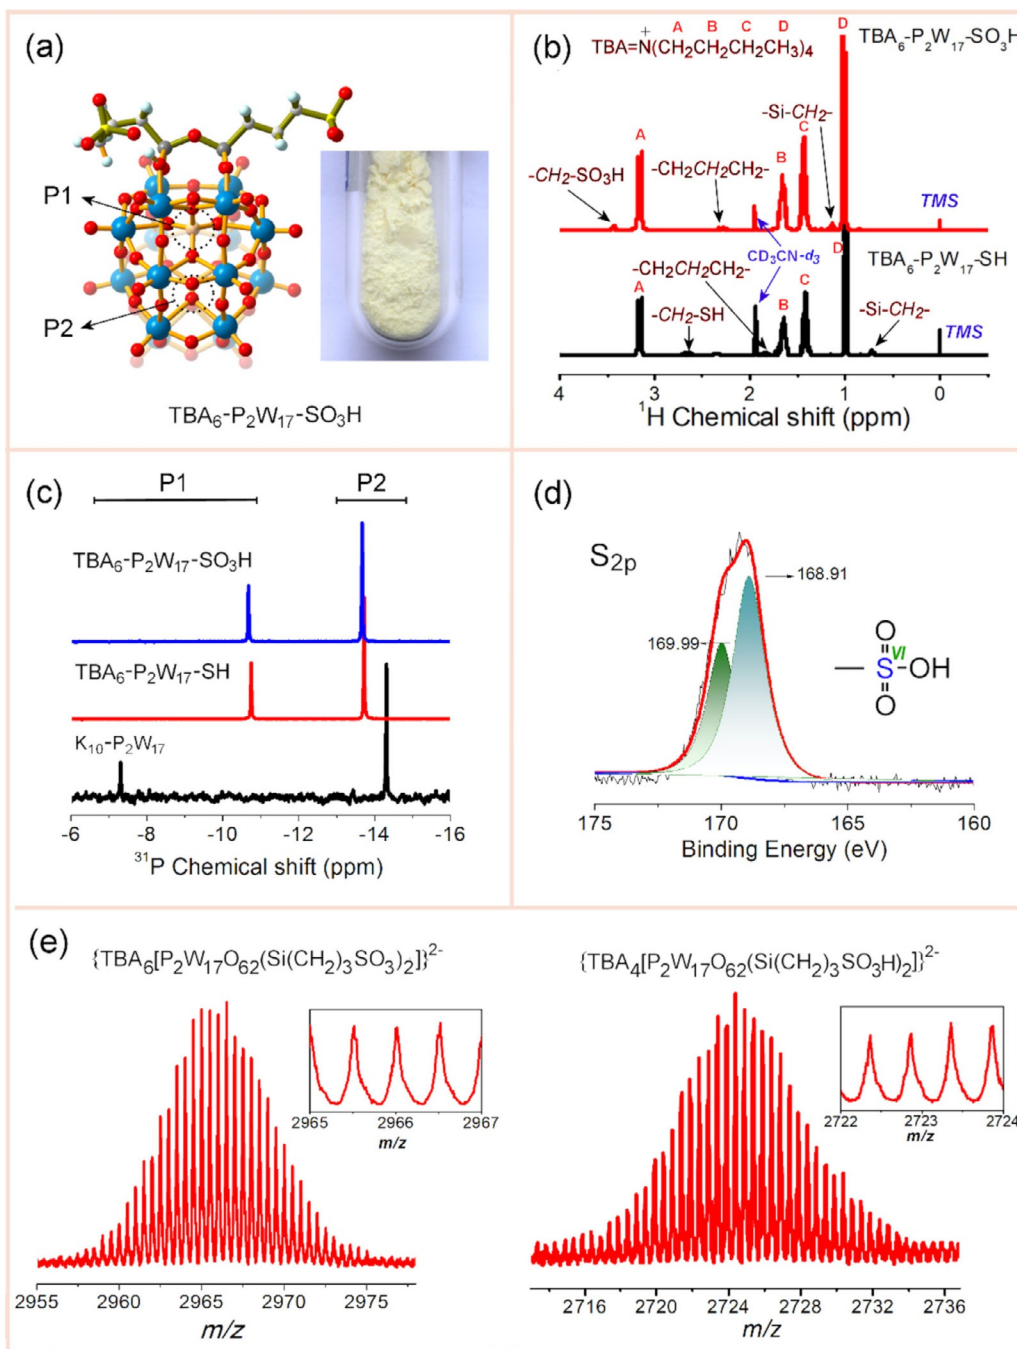 (a)
P1
P2
TBA₆-P₂W₁₇-SO₃H
(b)
A B C D
TBA=N⁺(CH₂CH₂CH₂CH₃)₄
D
TBA₆-P₂W₁₇-SO₃H
-Si-CH₂-
A
C
B
-CH₂-SO₃H
-CH₂CH₂CH₂-
TMS
CD₃CN-d₃
D
TBA₆-P₂W₁₇-SH
-CH₂CH₂CH₂-
A
C
B
-CH₂-SH
-Si-CH₂-
TMS
4 3 2 1 0
¹H Chemical shift (ppm)
(c)
P1
P2
TBA₆-P₂W₁₇-SO₃H
TBA₆-P₂W₁₇-SH
K₁₀-P₂W₁₇
-6 -8 -10 -12 -14 -16
³¹P Chemical shift (ppm)
(d)
S₂ₚ
168.91
169.99
O
VI
S-OH
O
175 170 165 160
Binding Energy (eV)
(e)
{TBA₆[P₂W₁₇O₆₂(Si(CH₂)₃SO₃)₂]}²⁻
2965 2966 2967
m/z
2955 2960 2965 2970 2975
m/z
{TBA₄[P₂W₁₇O₆₂(Si(CH₂)₃SO₃H)₂]}²⁻
2722 2723 2724
m/z
2716 2720 2724 2728 2732 2736
m/z